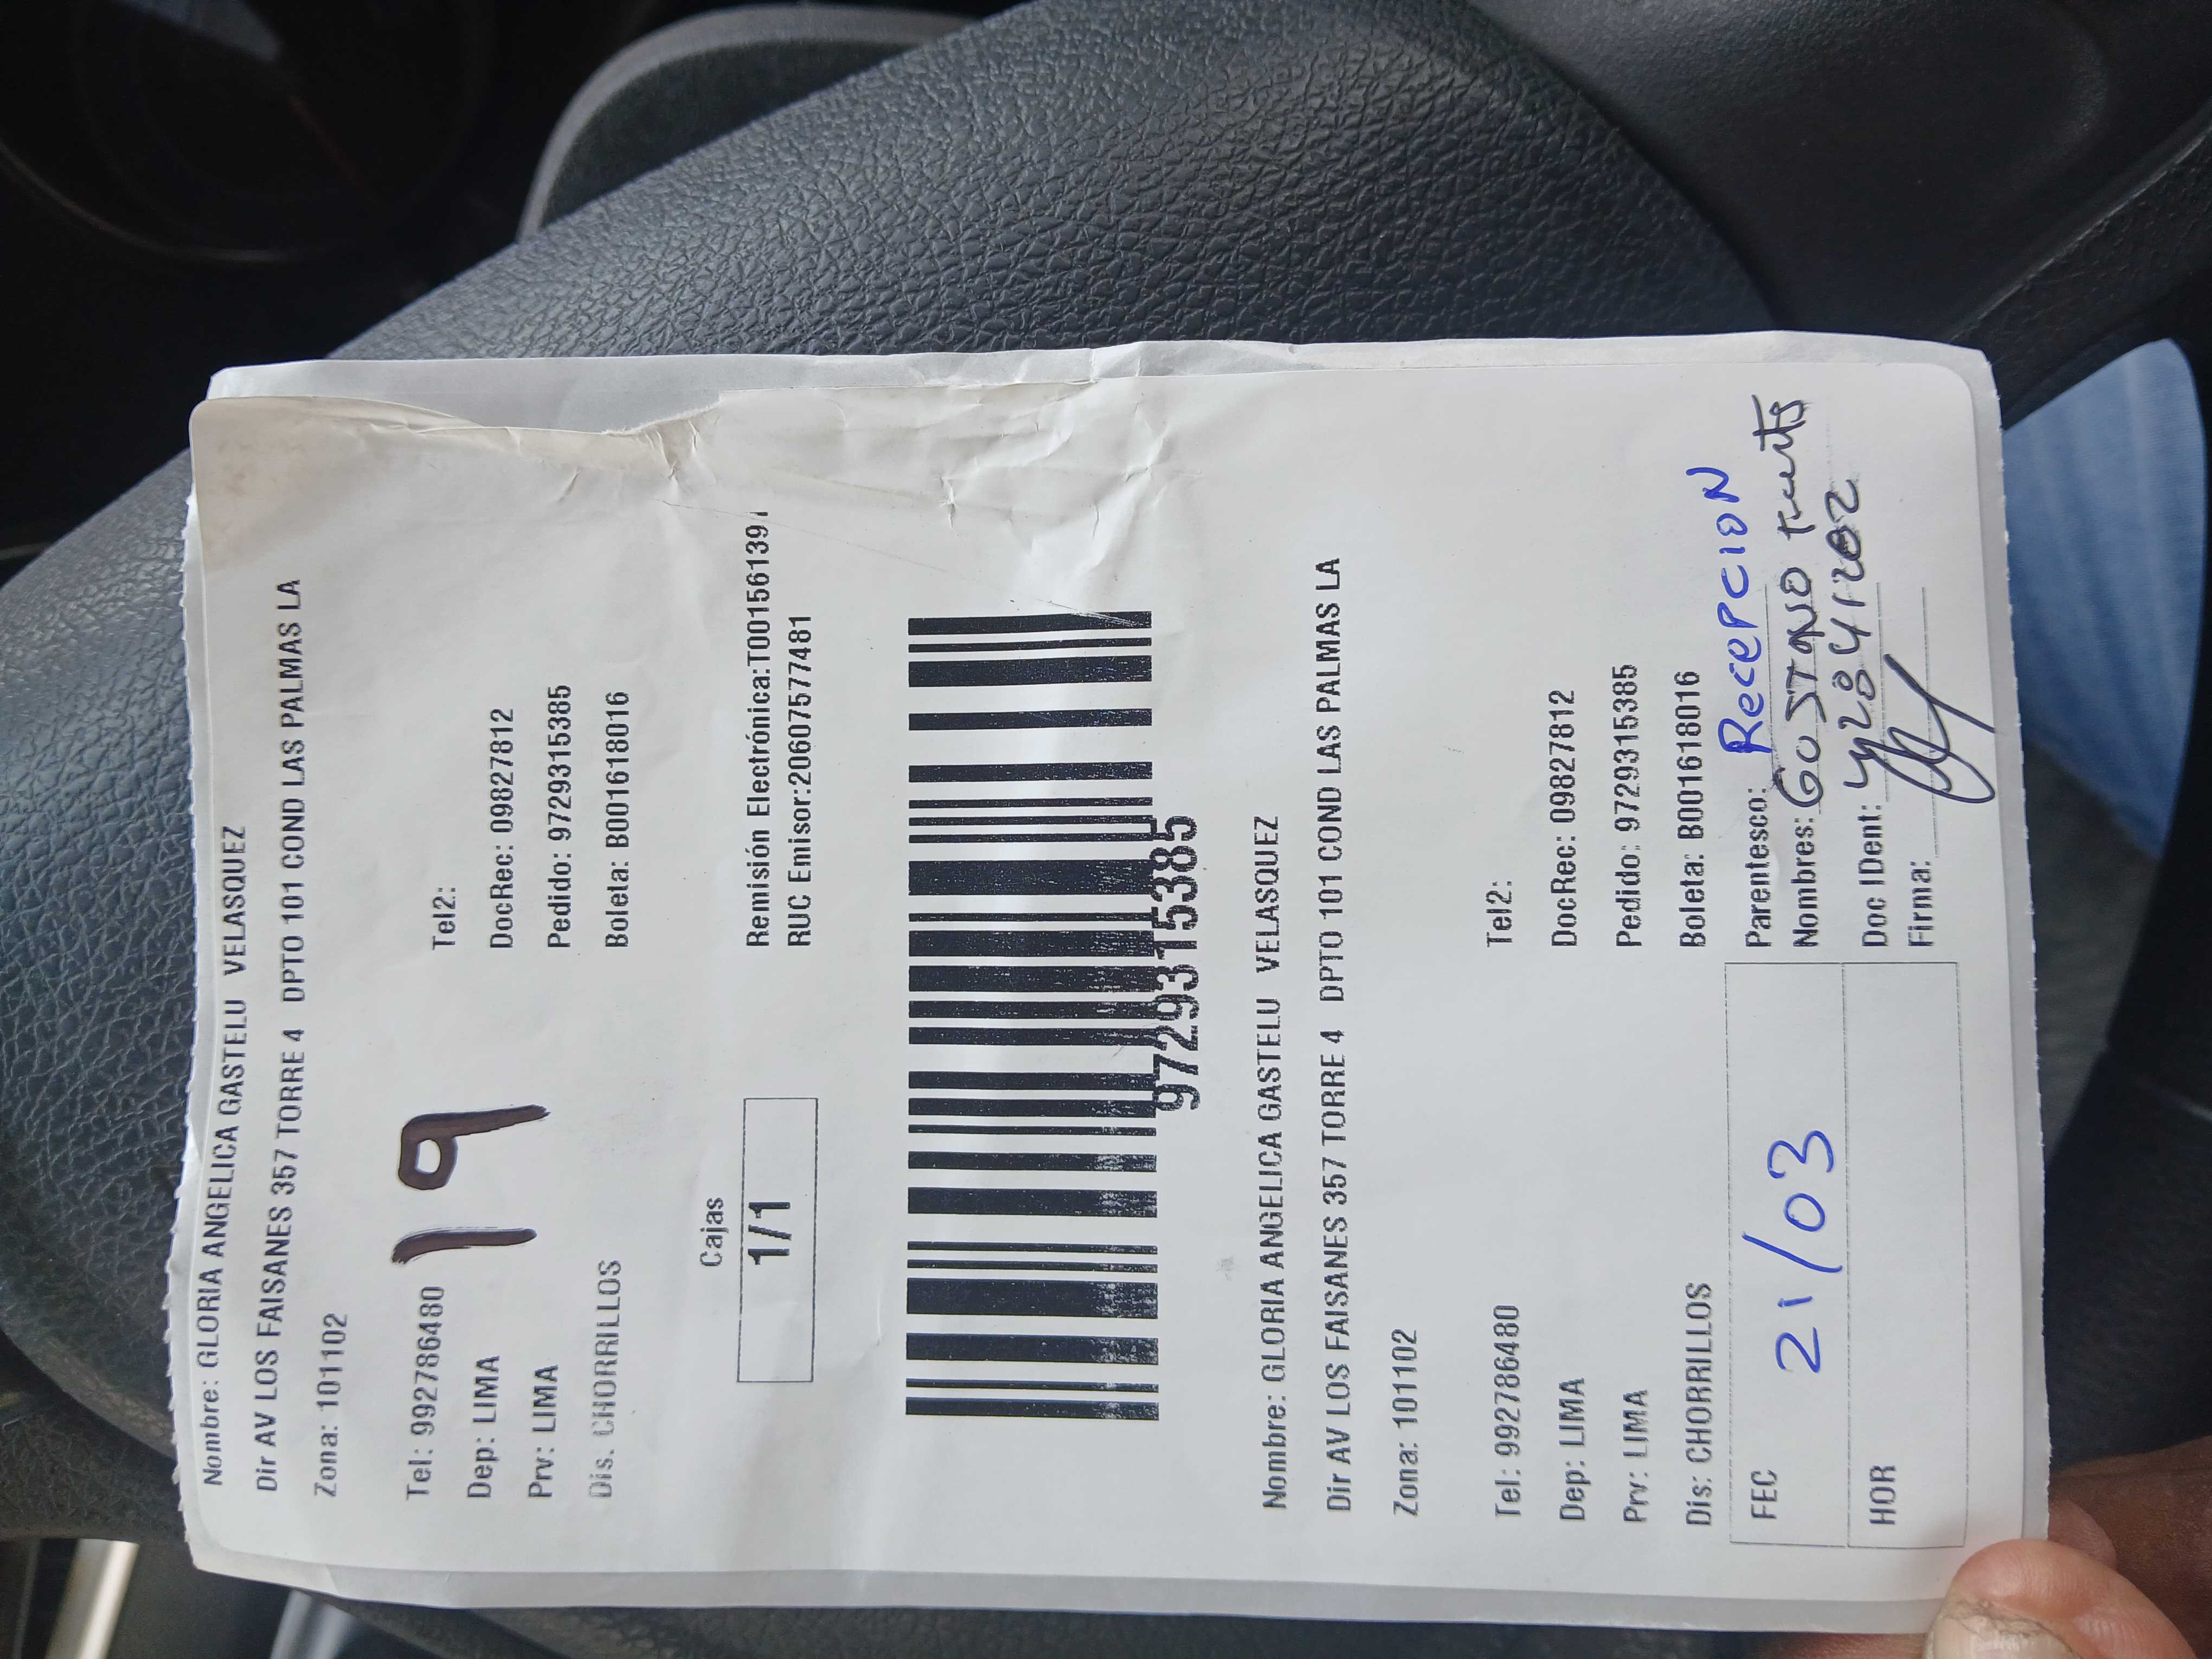 Nombre: GLORIA ANGELICA GASTELU VELASQUEZ
Dir AV LOS FAISANES 357 TORRE 4 DPTO 101 COND LAS PALMAS LA
Zona: 101102
Tel: 992786480
Tel2:
19
Dep: LIMA
DocRec: 09827812
Prv: LIMA
Pedido: 9729315385
Dis. CHORRILLOS
Boleta: B001618016
Cajas
1/1
Remisión Electrónica:T00156139
RUC Emisor:20607577481
9729315385
Nombre: GLORIA ANGELICA GASTELU VELASQUEZ
Dir AV LOS FAISANES 357 TORRE 4 DPTO 101 COND LAS PALMAS LA
Zona: 101102
Tel: 992786480
Tel2:
Dep: LIMA
DocRec: 09827812
Prv: LIMA
Pedido: 9729315385
Dis: CHORRILLOS
Boleta: B001618016
FEC 21/03
Parentesco: RecePCION
Nombres:
HOR
Doc IDent:
Firma: